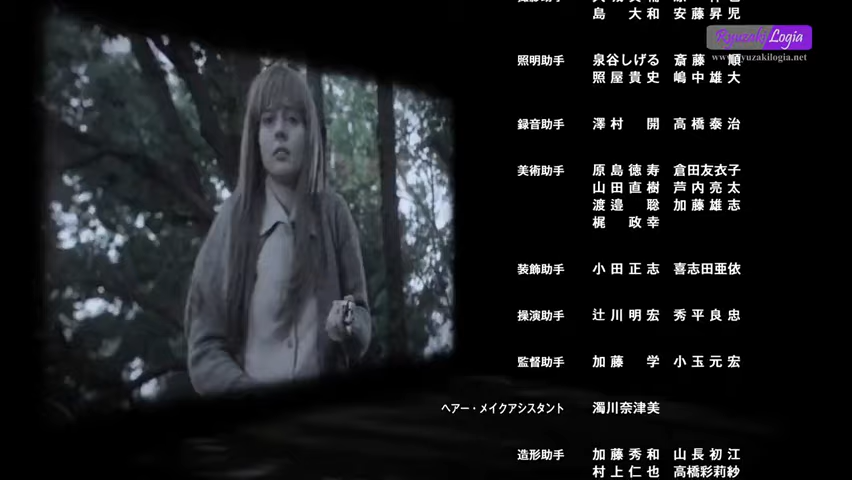 島　大和　安藤昇児
Ryuzaki Logia
www.ryuzakilogia.net
照明助手　泉谷しげる　斎藤　順
照屋貴史　嶋中雄大
録音助手　澤村　開　高橋泰治
美術助手　原島徳寿　倉田友衣子
山田直樹　芦内亮太
渡邉　聡　加藤雄志
梶　政幸
装飾助手　小田正志　喜志田亜依
操演助手　辻川明宏　秀平良忠
監督助手　加藤　学　小玉元宏
ヘアー・メイクアシスタント　濁川奈津美
造形助手　加藤秀和　山長初江
村上仁也　高橋彩莉紗